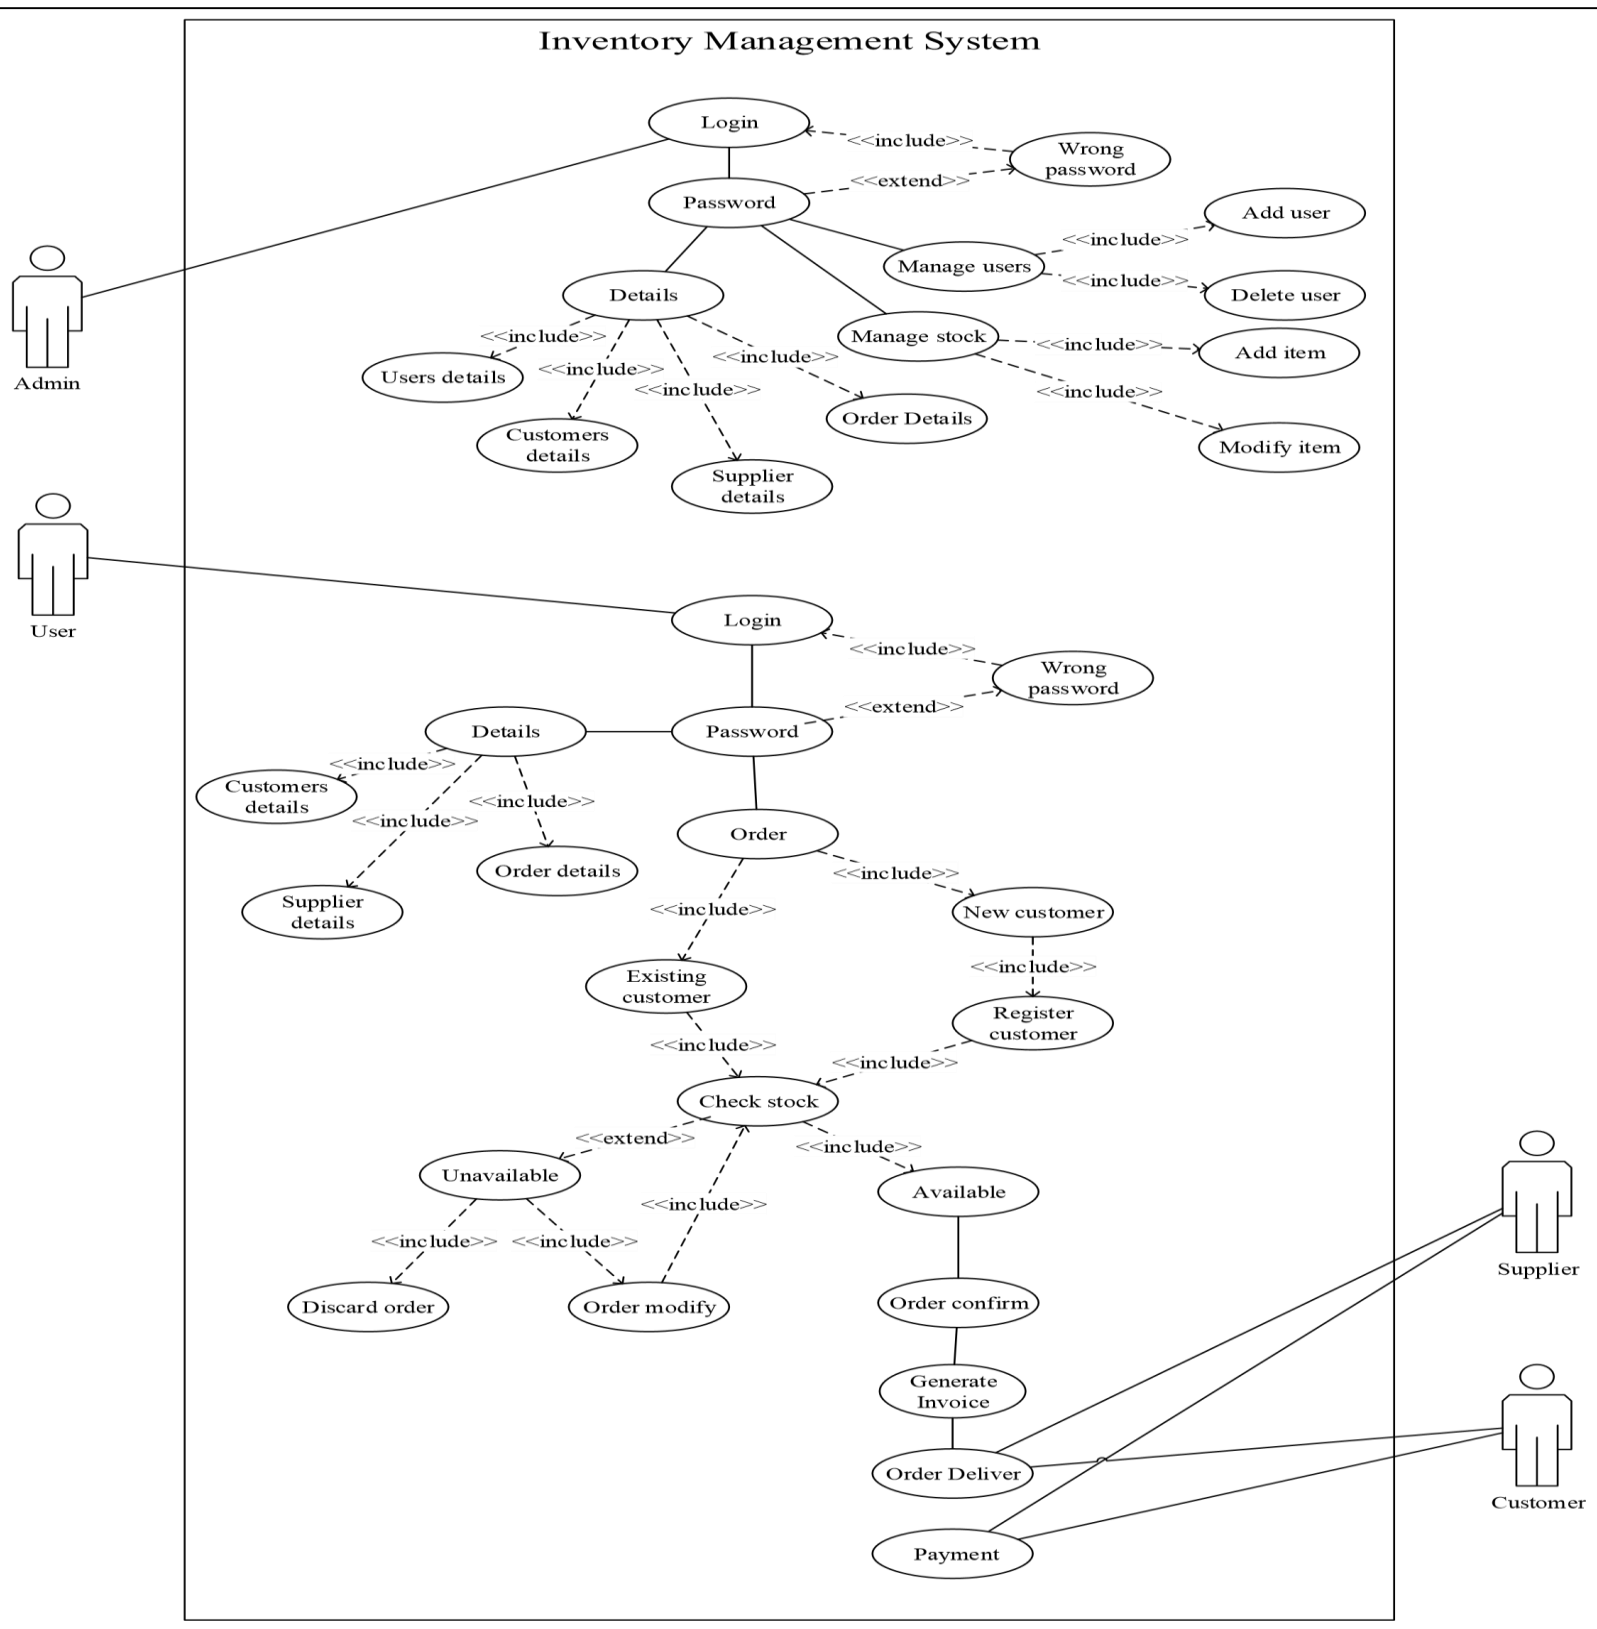 Inventory Management System
Login
<<include>>
Wrong
password
<<extend>>
Password
Add user
<<include>>
Manage users
<<include>>
Delete user
Details
Admin
<<include>>
<<include>>
<<include>>
<<include>>
Manage stock
<<include>>
Add item
<<include>>
Users details
Customers
details
Order Details
Modify item
Supplier
details
User
Login
<<include>>
Wrong
password
<<extend>>
Details
Password
<<include>>
<<include>>
<<include>>
Customers
details
Order
Order details
Supplier
details
<<include>>
<<include>>
New customer
<<include>>
Existing
customer
Register
customer
<<include>>
<<include>>
Check stock
<<extend>>
<<include>>
Unavailable
Available
<<include>>
<<include>>
<<include>>
Supplier
Discard order
Order modify
Order confirm
Generate
Invoice
Order Deliver
Customer
Payment